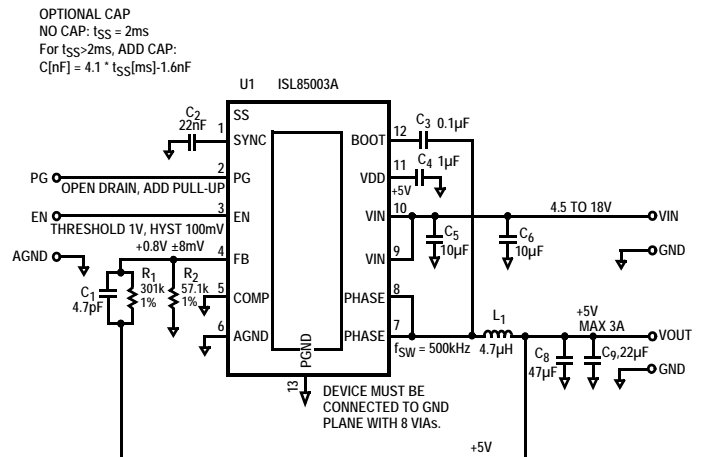 OPTIONAL CAP
NO CAP: tSS = 2ms
For tSS>2ms, ADD CAP:
C[nF] = 4.1 * tSS[ms]-1.6nF
U1 ISL85003A
C2
22nF
1
SS
SYNC
BOOT
12
C3 0.1µF
PG
OPEN DRAIN, ADD PULL-UP
2
PG
VDD
11
C4 1µF
+5V
EN
THRESHOLD 1V, HYST 100mV
3
EN
VIN
10
4.5 TO 18V
VIN
C5
10µF
C6
10µF
GND
AGND
+0.8V ±8mV
4
FB
VIN
9
C1
4.7pF
R1
301k
1%
R2
57.1k
1%
5
COMP
PHASE
8
6
AGND
PHASE
7
fSW = 500kHz
L1
4.7µH
+5V
MAX 3A
VOUT
C8
47µF
C9,22µF
GND
PGND
13
DEVICE MUST BE
CONNECTED TO GND
PLANE WITH 8 VIAs.
+5V